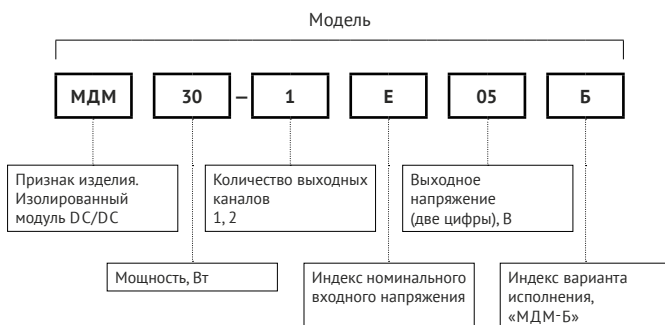 Модель
МДМ 30 – 1 Е 05 Б
Признак изделия.
Изолированный
модуль DC/DC
Количество выходных
каналов
1, 2
Выходное
напряжение
(две цифры), В
Мощность, Вт
Индекс номинального
входного напряжения
Индекс варианта
исполнения,
«МДМ-Б»